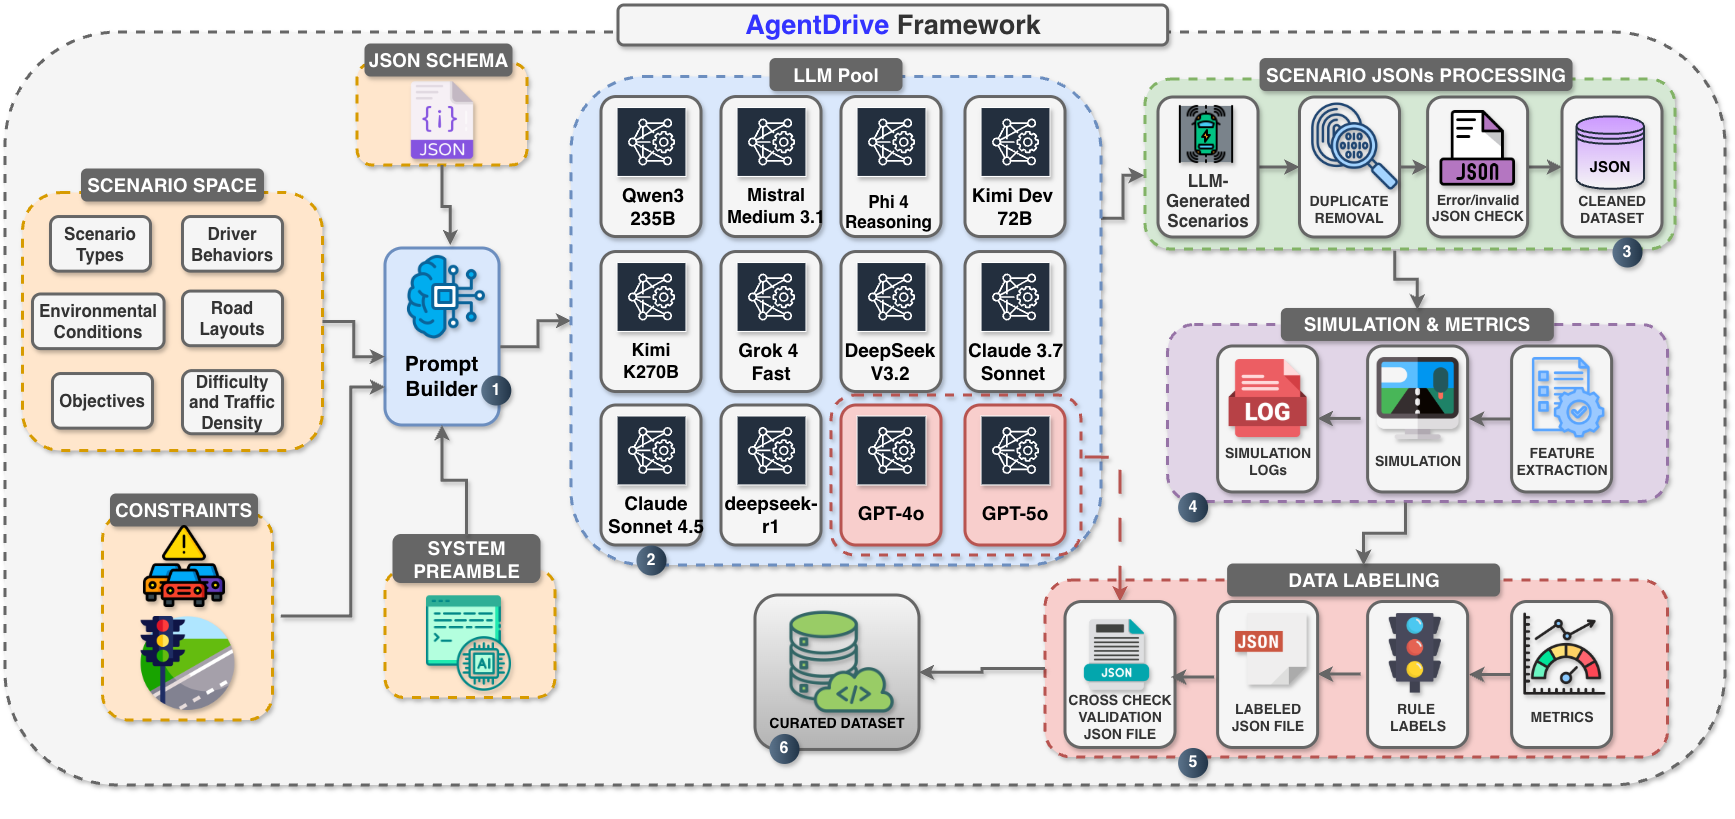 AgentDrive Framework
JSON SCHEMA
{i}
JSON
SCENARIO SPACE
Scenario
Types
Driver
Behaviors
Environmental
Conditions
Road
Layouts
Objectives
Difficulty
and Traffic
Density
CONSTRAINTS
SYSTEM
PREAMBLE
AI
Prompt
Builder
1
LLM Pool
Qwen3
235B
Mistral
Medium 3.1
Phi 4
Reasoning
Kimi Dev
72B
Kimi
K270B
Grok 4
Fast
DeepSeek
V3.2
Claude 3.7
Sonnet
Claude
Sonnet 4.5
deepseek-
r1
GPT-4o
GPT-5o
2
SCENARIO JSONs PROCESSING
LLM-
Generated
Scenarios
010
01010
010
DUPLICATE
REMOVAL
JSON
Error/invalid
JSON CHECK
JSON
CLEANED
DATASET
3
SIMULATION & METRICS
LOG
SIMULATION
LOGs
SIMULATION
FEATURE
EXTRACTION
4
DATA LABELING
JSON
CROSS CHECK
VALIDATION
JSON FILE
JSON
LABELED
JSON FILE
RULE
LABELS
METRICS
5
</>
CURATED DATASET
6